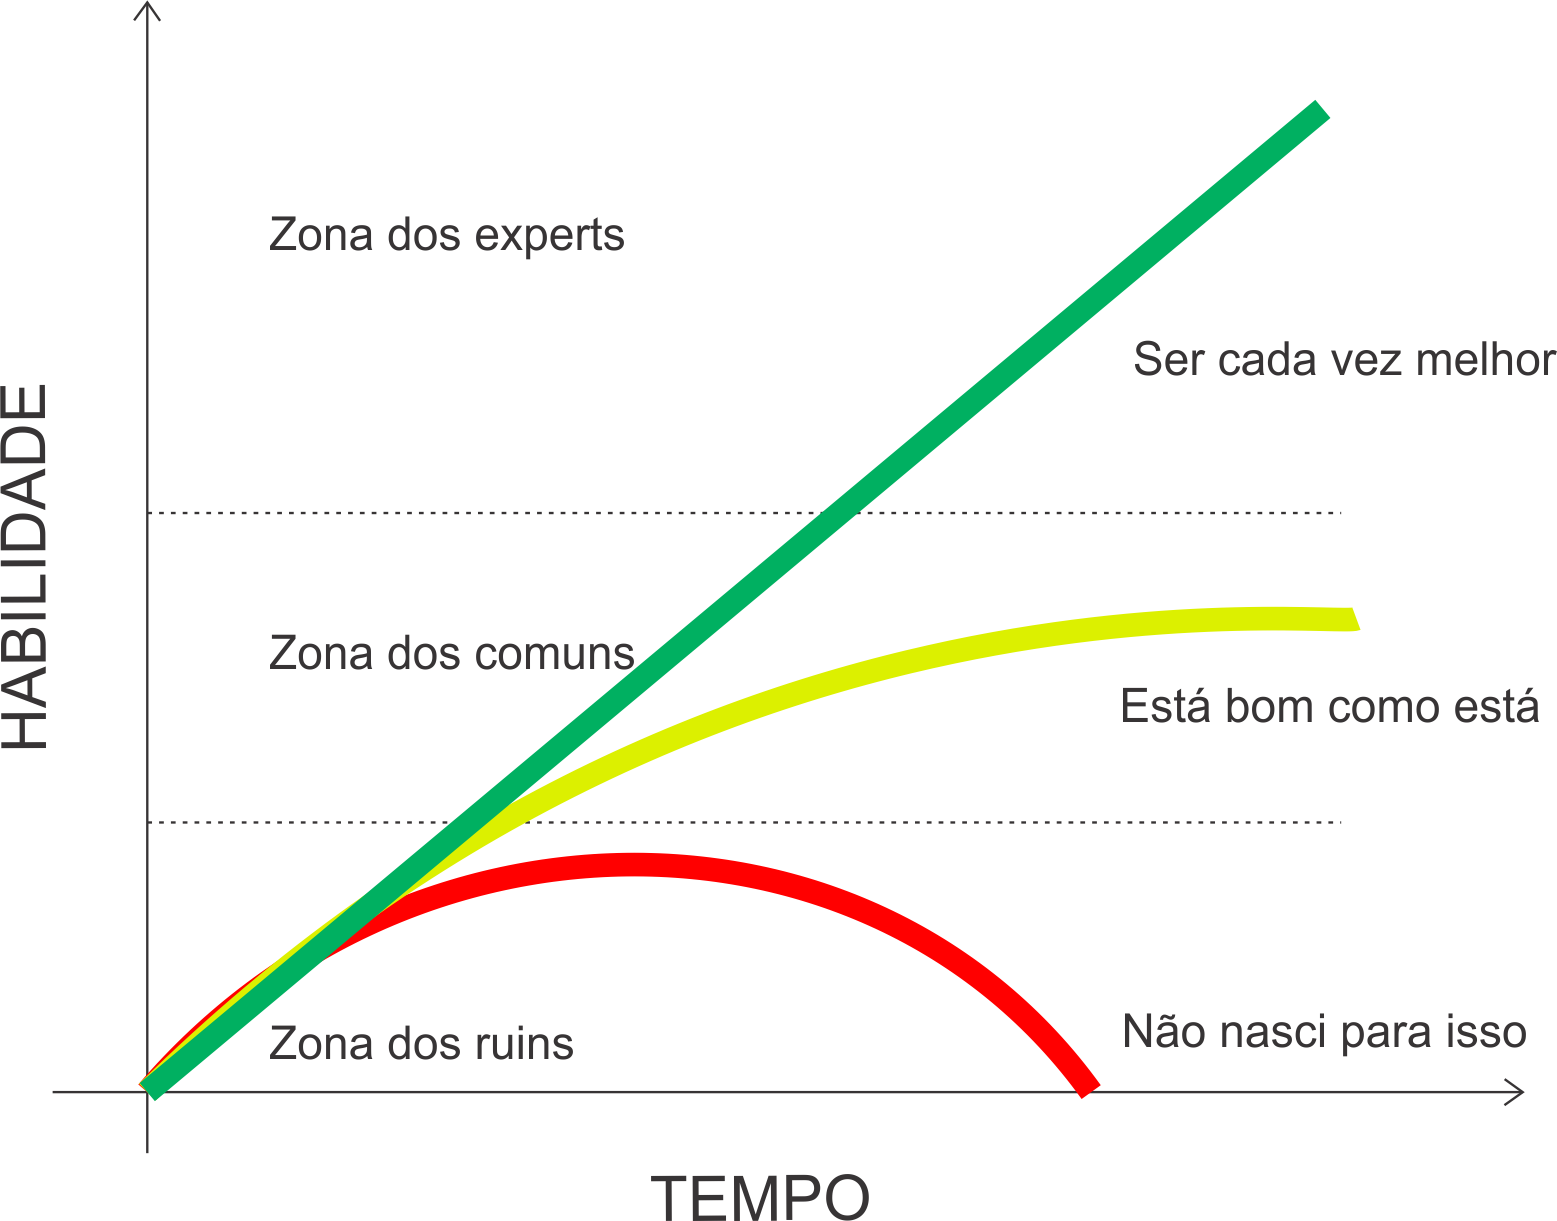 Zona dos experts
Ser cada vez melhor
HABILIDADE
Zona dos comuns
Está bom como está
Zona dos ruins
Não nasci para isso
TEMPO